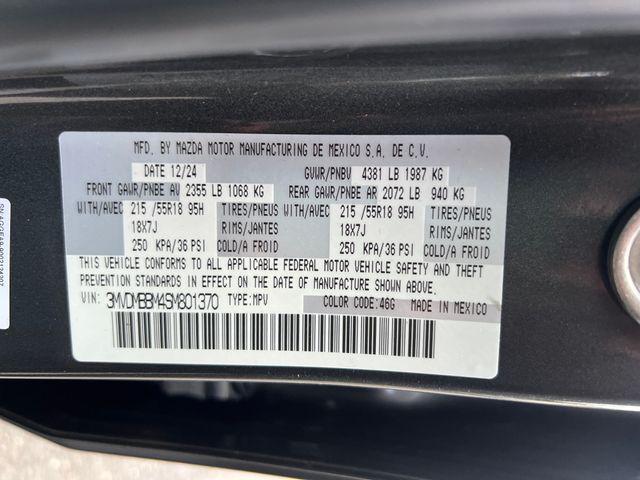 MFD. BY MAZDA MOTOR MANUFACTURING DE MEXICO S.A. DE C.V.
DATE 12/24 GVWR/PNBV 4381 LB 1987 KG
FRONT GAWR/PNBE AV 2355 LB 1068 KG REAR GAWR/PNBE AR 2072 LB 940 KG
WITH/AVEC 215 /55R18 95H TIRES/PNEUS WITH/AVEC 215 /55R18 95H TIRES/PNEUS
18X7J RIMS/JANTES 18X7J RIMS/JANTES
250 KPA/36 PSI COLD/A FROID 250 KPA/36 PSI COLD/A FROID
THIS VEHICLE CONFORMS TO ALL APPLICABLE FEDERAL MOTOR VEHICLE SAFETY AND THEFT
PREVENTION STANDARDS IN EFFECT ON THE DATE OF MANUFACTURE SHOWN ABOVE.
VIN: 3MVDMBBM4SM801370 TYPE:MPV COLOR CODE:46G MADE IN MEXICO